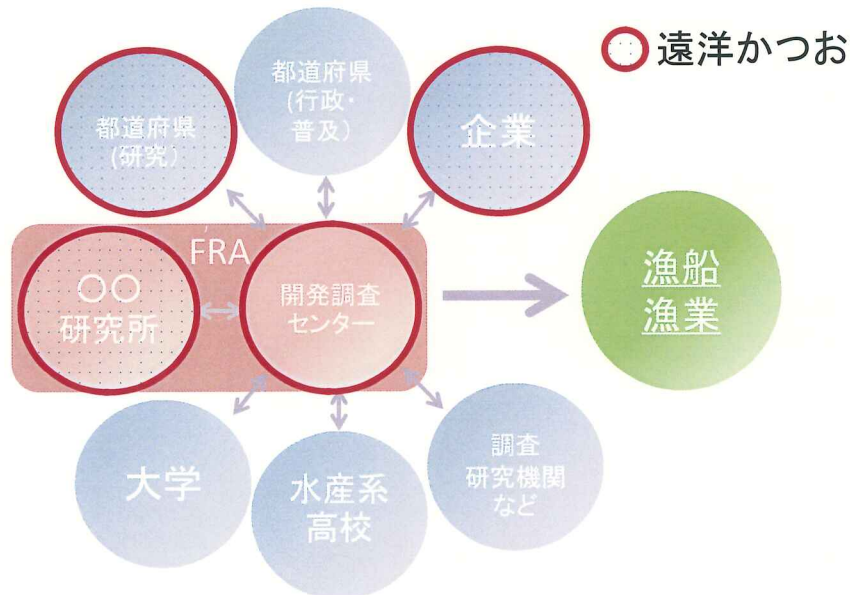 遠洋かつお
都道府県
(行政・
普及)
都道府県
(研究)
企業
FRA
〇〇
研究所
開発調査
センター
漁船
漁業
大学
水産系
高校
調査
研究機関
など